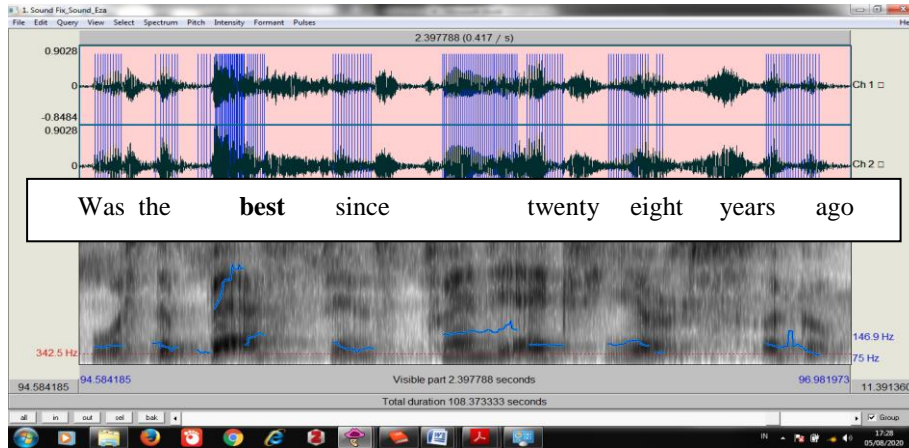 1. Sound Fix_Sound_Eza
File Edit Query View Select Spectrum Pitch Intensity Formant Pulses He
2.397788 (0.417 / s)
0.9028
0
-0.8484
Ch 1
0.9028
0
Ch 2
Was the best since twenty eight years ago
342.5 Hz
146.9 Hz
75 Hz
94.584185 94.584185 Visible part 2.397788 seconds 96.981973 11.391360
Total duration 108.373333 seconds
all in out sel bak Group
IN 17:28
05/08/2020